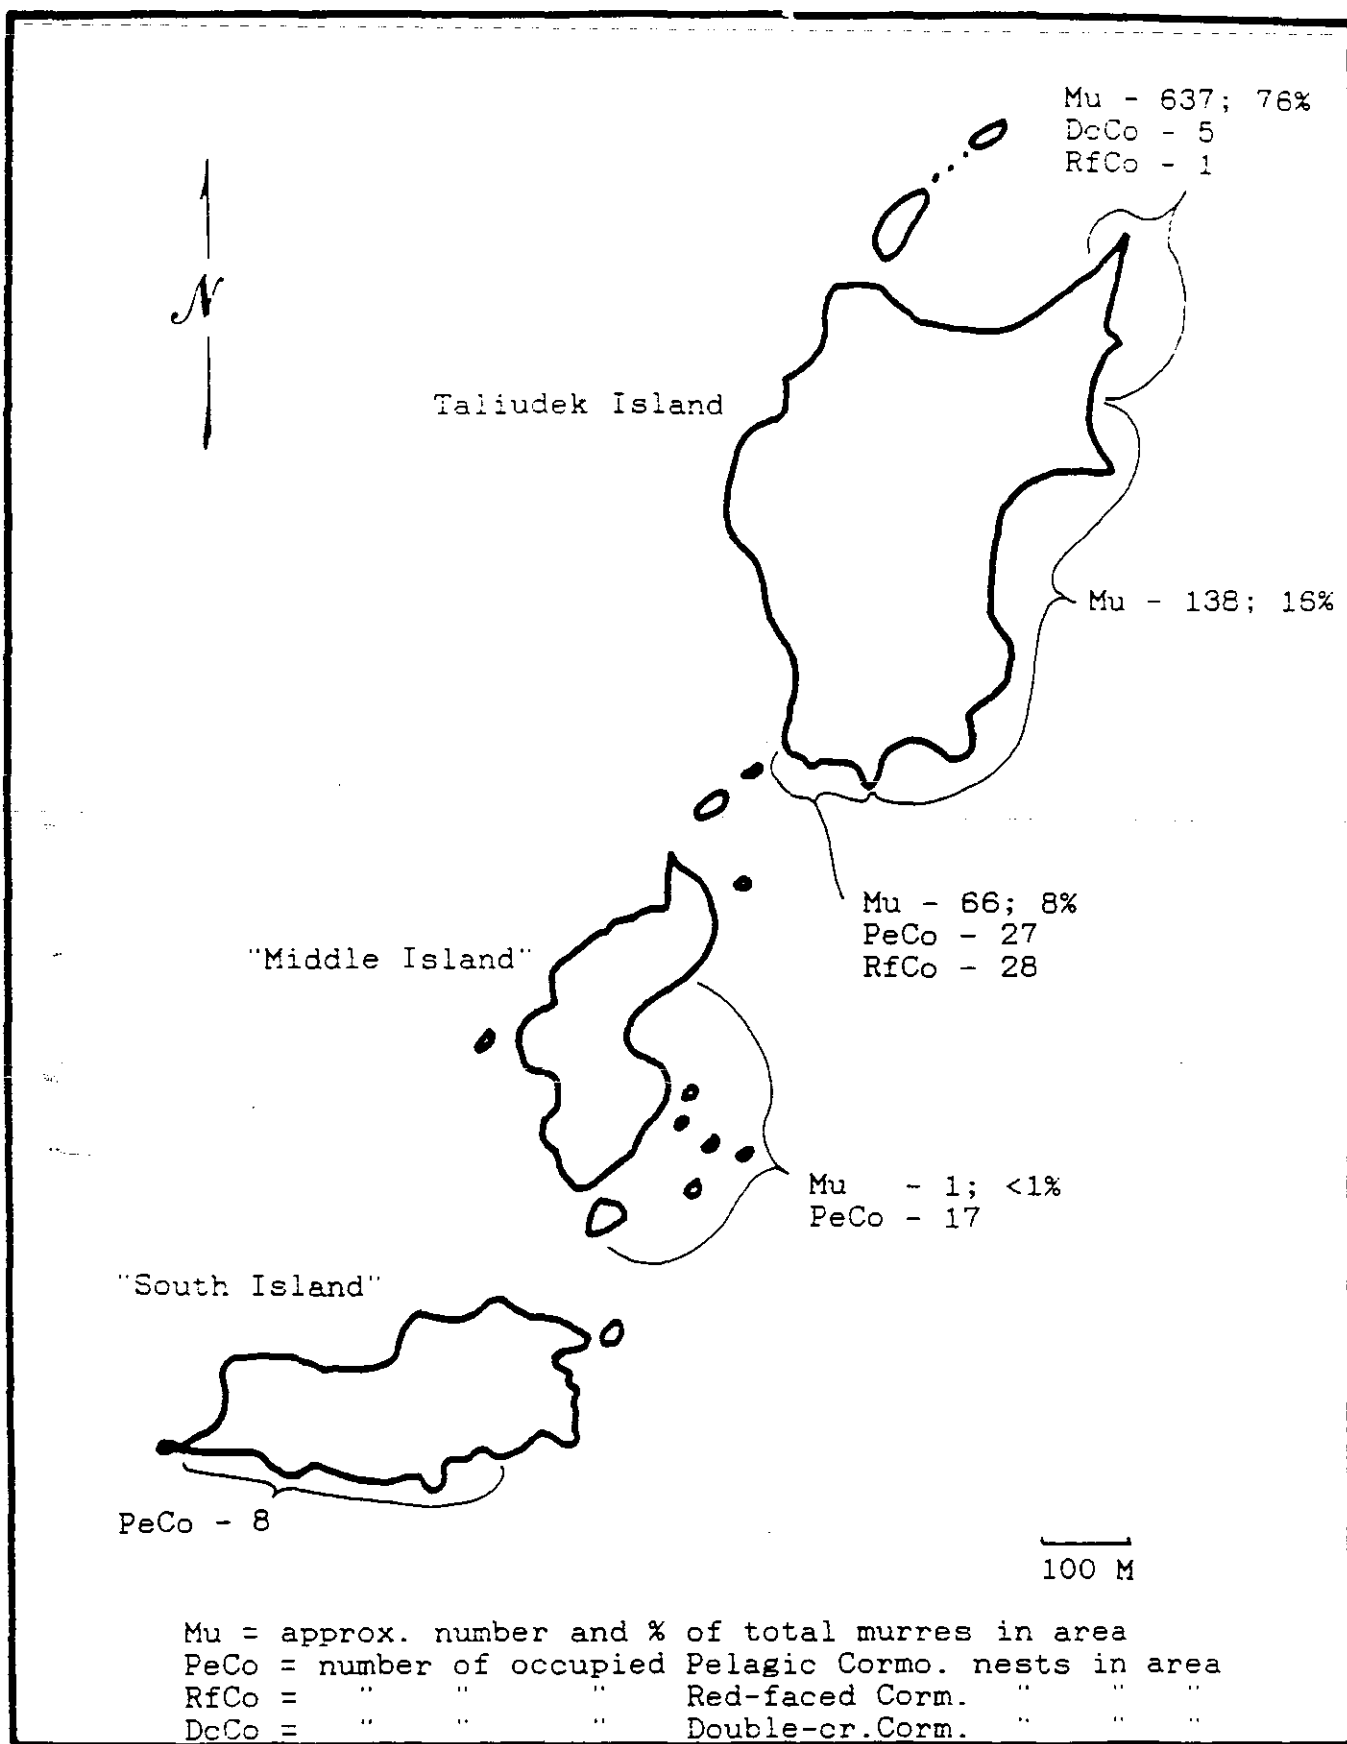 Mu - 637; 76%
DcCo - 5
RfCo - 1
N
Taliudek Island
Mu - 138; 16%
Mu - 66; 8%
PeCo - 27
RfCo - 28
"Middle Island"
Mu - 1; <1%
PeCo - 17
"South Island"
PeCo - 8
100 M
Mu = approx. number and % of total murres in area
PeCo = number of occupied Pelagic Cormo. nests in area
RfCo = " " " Red-faced Corm. " " "
DcCo = " " " Double-cr.Corm. " " "